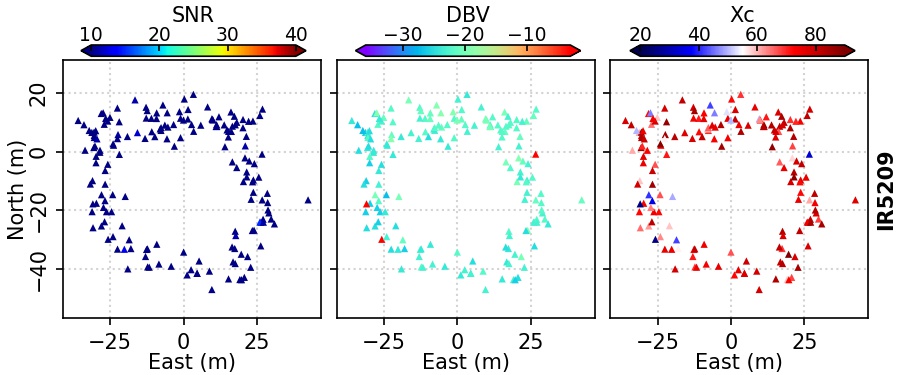 SNR DBV Xc
10 20 30 40 −30 −20 −10 20 40 60 80
North (m)
20
0
−20
−40
−25 0 25 −25 0 25 −25 0 25
East (m) East (m) East (m)
IR5209